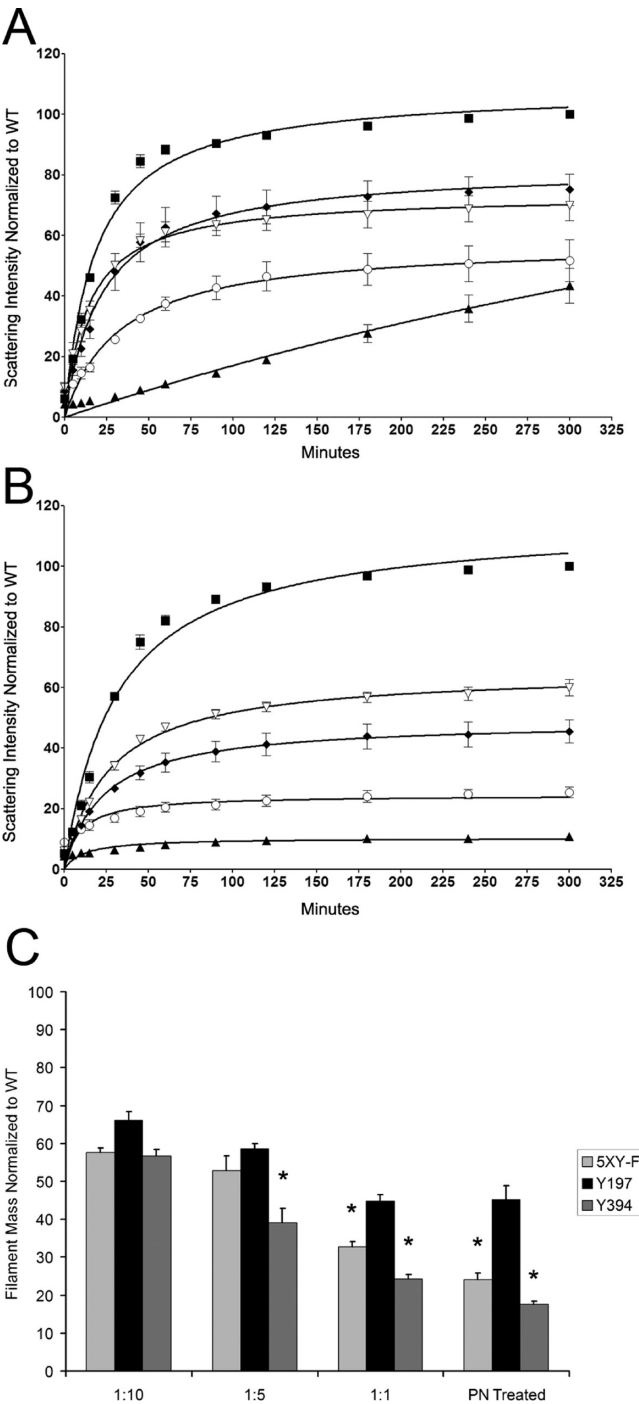 A
120
100
80
60
40
20
0
Scattering Intensity Normalized to WT
0 25 50 75 100 125 150 175 200 225 250 275 300 325
Minutes
B
120
100
80
60
40
20
0
Scattering Intensity Normalized to WT
0 25 50 75 100 125 150 175 200 225 250 275 300 325
Minutes
C
100
90
80
70
60
50
40
30
20
10
0
Filament Mass Normalized to WT
* * * * *
5XY-F
Y197
Y394
1:10 1:5 1:1 PN Treated